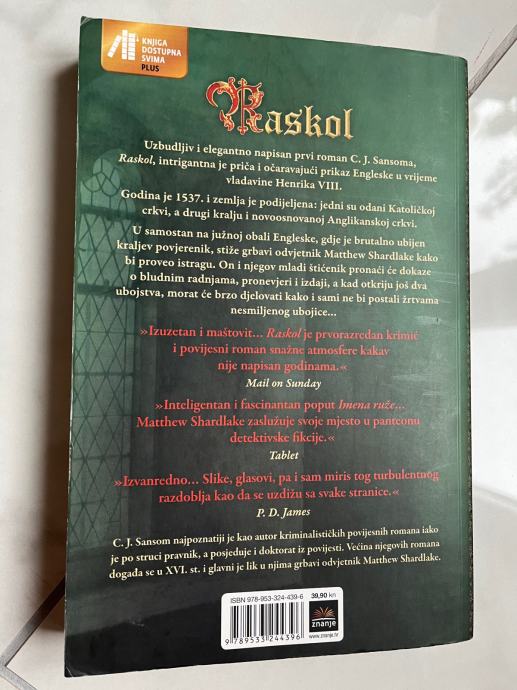 KNJIGA
DOSTUPNA
SVIMA
PLUS
Raskol
Uzbudljiv i elegantno napisan prvi roman C. J. Sansoma,
Raskol, intrigantna je priča i očaravajući prikaz Engleske u vrijeme
vladavine Henrika VIII.
Godina je 1537. i zemlja je podijeljena: jedni su odani Katoličkoj
crkvi, a drugi kralju i novoosnovanoj Anglikanskoj crkvi.
U samostan na južnoj obali Engleske, gdje je brutalno ubijen
kraljev povjerenik, stiže grbavi odvjetnik Matthew Shardlake kako
bi proveo istragu. On i njegov mladi štićenik pronaći će dokaze
o bludnim radnjama, pronevjeri i izdaji, a kad otkriju još dva
ubojstva, morat će brzo djelovati kako i sami ne bi postali žrtvama
nesmiljenog ubojice...
»Izuzetan i maštovit... Raskol je prvorazredan krimić
i povijesni roman snažne atmosfere kakav
nije napisan godinama.«
Mail on Sunday
»Inteligentan i fascinantan poput Imena ruže...
Matthew Shardlake zaslužuje svoje mjesto u panteonu
detektivske fikcije.«
Tablet
»Izvanredno... Slike, glasovi, pa i sam miris tog turbulentnog
razdoblja kao da se uzdižu sa svake stranice.«
P. D. James
C. J. Sansom najpoznatiji je kao autor kriminalističkih povijesnih romana iako
je po struci pravnik, a posjeduje i doktorat iz povijesti. Većina njegovih romana
događa se u XVI. st. i glavni je lik u njima grbavi odvjetnik Matthew Shardlake.
ISBN 978-953-324-439-6
39,90 kn
9 789533 244396
znanje
www.znanje.hr